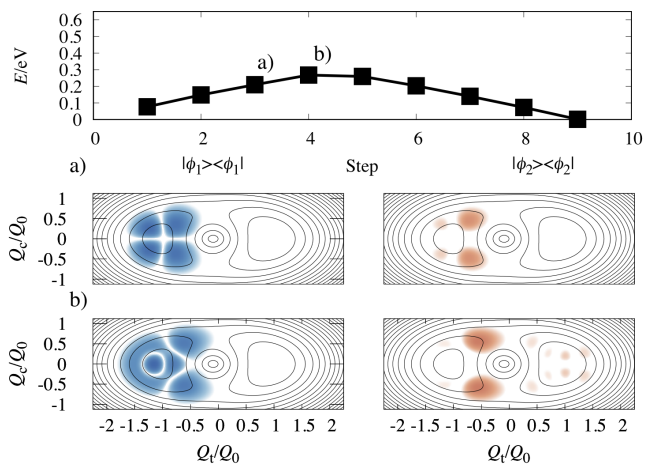 0.6
0.5
0.4
0.3
0.2
0.1
0
E/eV
a)
b)
0 2 4 6 8 10
|ϕ1><ϕ1| Step |ϕ2><ϕ2|
a)
1
0.5
0
-0.5
-1
Qc/Q0
b)
1
0.5
0
-0.5
-1
Qc/Q0
-2 -1.5 -1 -0.5 0 0.5 1 1.5 2 -2 -1.5 -1 -0.5 0 0.5 1 1.5 2
Qt/Q0 Qt/Q0